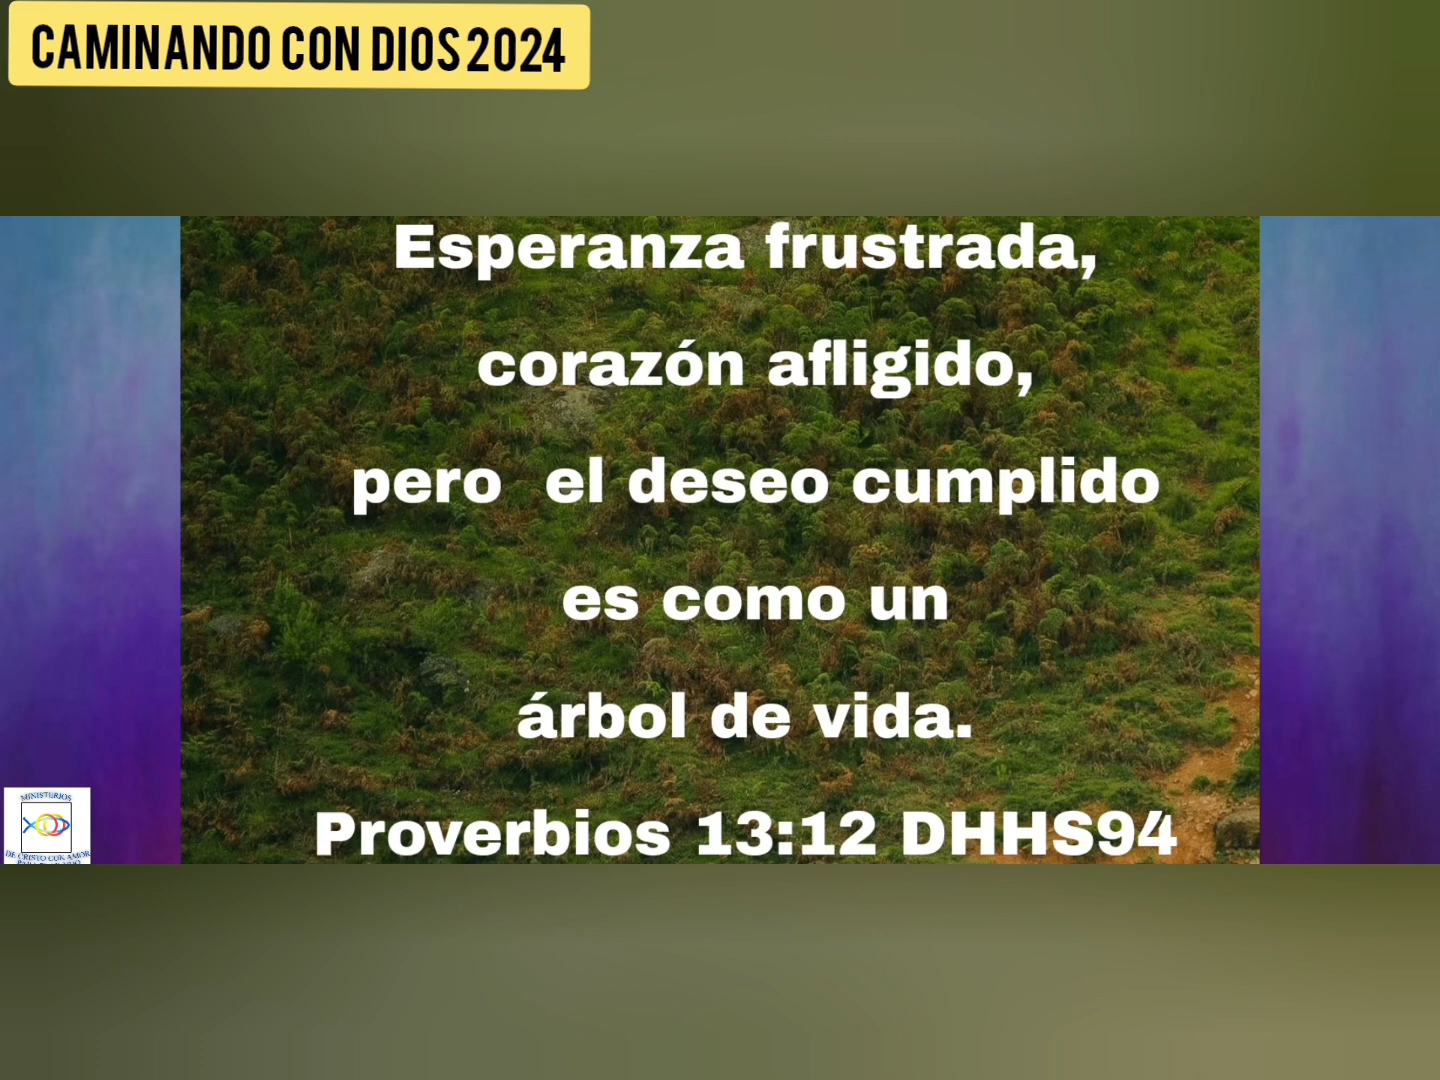 CAMINANDO CON DIOS 2024
Esperanza frustrada,
corazón afligido,
pero el deseo cumplido
es como un
árbol de vida.
Proverbios 13:12 DHHS94
MINISTERIOS
DE CRISTO CON AMOR